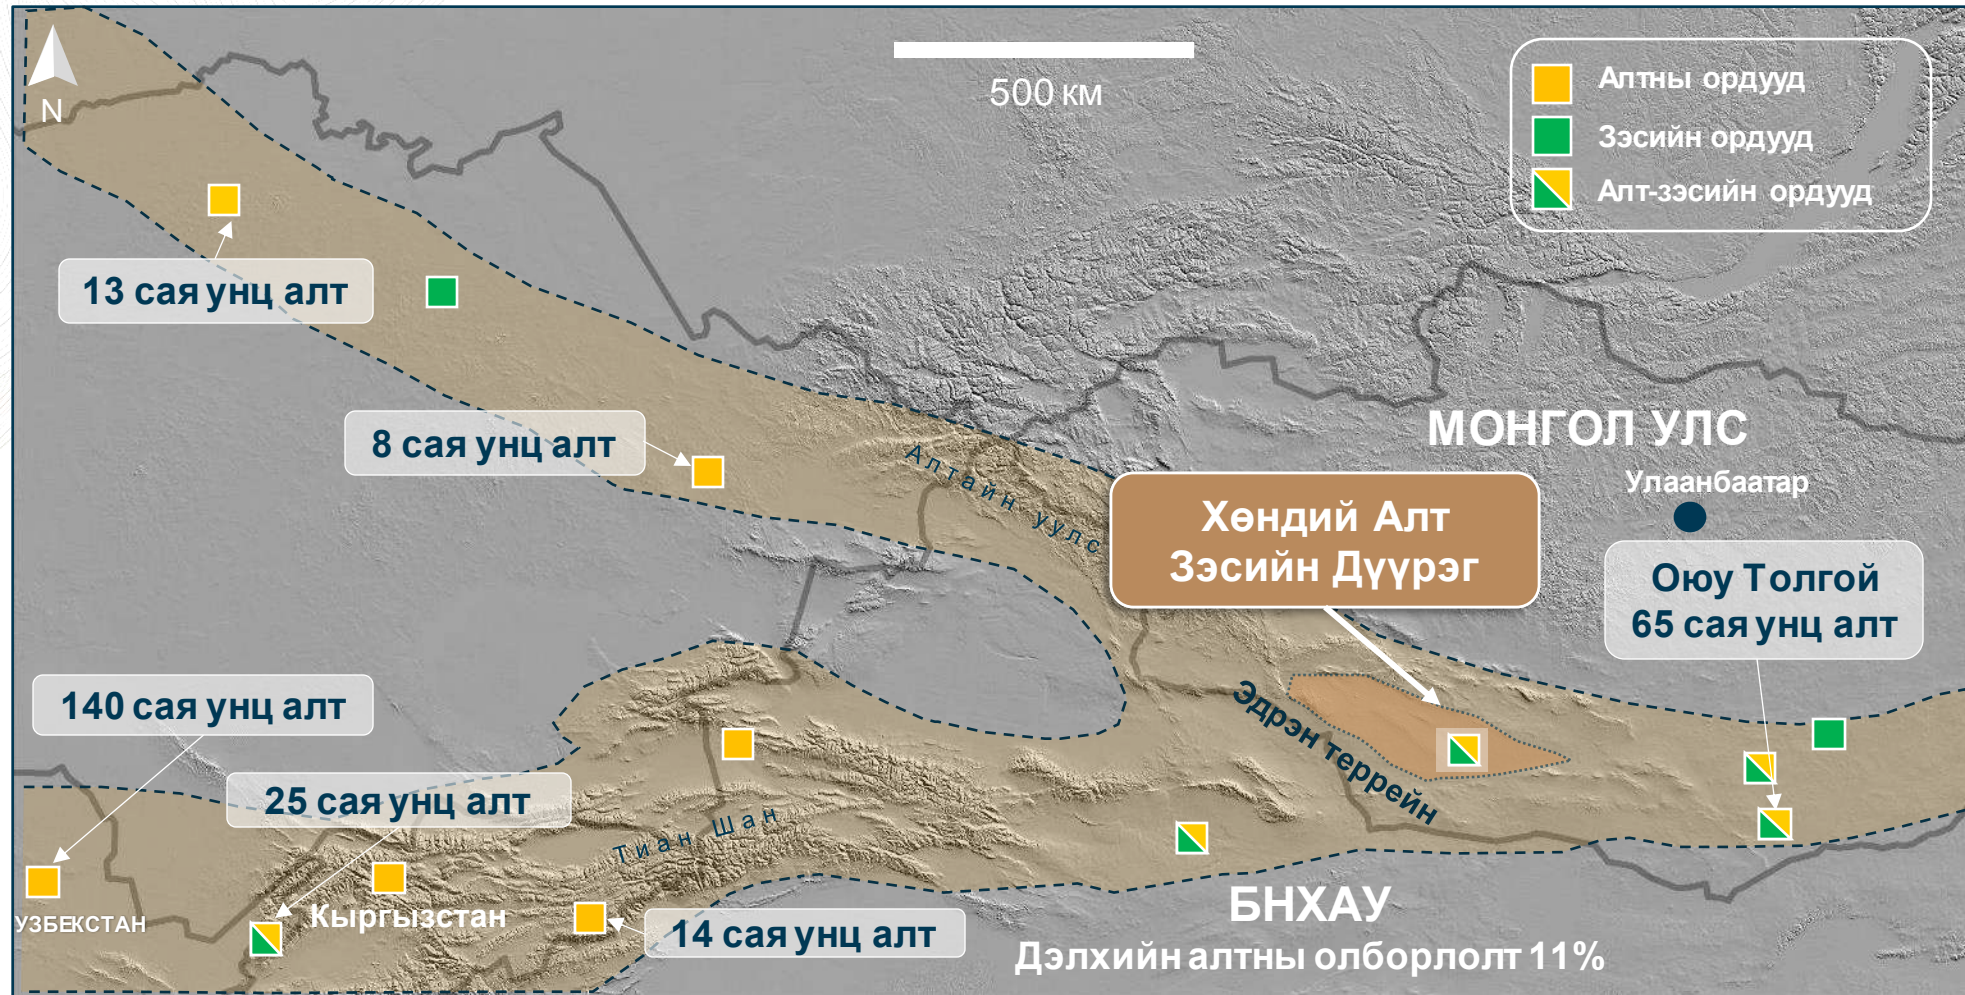 N
500 км
Алтны ордууд
Зэсийн ордууд
Алт-зэсийн ордууд
13 сая унц алт
8 сая унц алт
Алтайн уулс
МОНГОЛ УЛС
Улаанбаатар
Хөндий Алт
Зэсийн Дүүрэг
Оюу Толгой
65 сая унц алт
Эдрэн террейн
140 сая унц алт
25 сая унц алт
Тиан Шан
УЗБЕКСТАН
Кыргызстан
14 сая унц алт
БНХАУ
Дэлхийн алтны олборлолт 11%